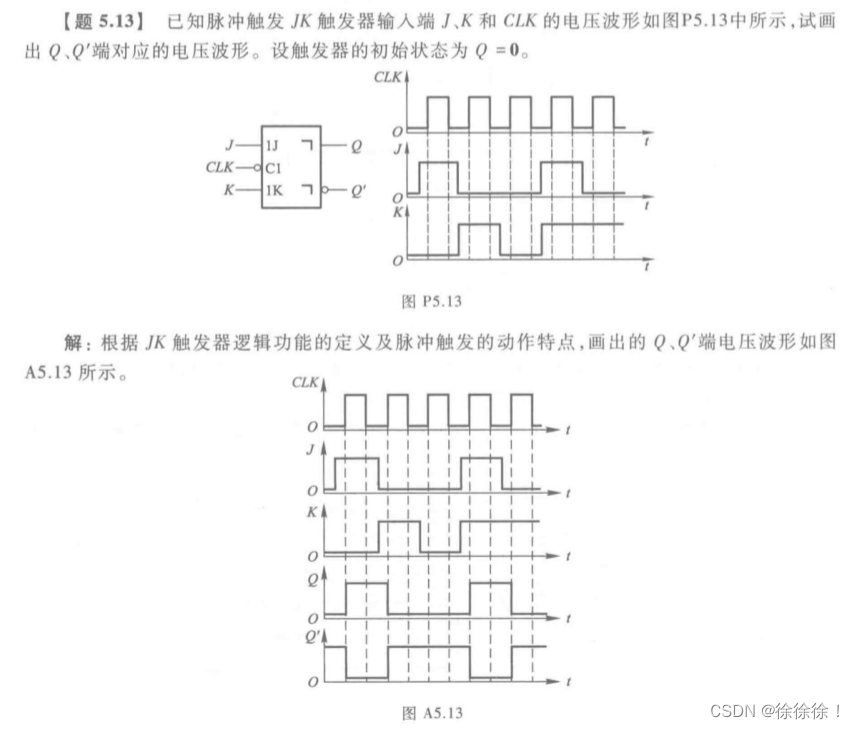 【题 5.13】 已知脉冲触发 JK 触发器输入端 J、K 和 CLK 的电压波形如图P5.13中所示,试画
出 Q、Q′端对应的电压波形。设触发器的初始状态为 Q = 0。
CLK
O
t
J
O
t
K
O
t
J 1J Q
CLK C1
K 1K Q′
图 P5.13
解: 根据 JK 触发器逻辑功能的定义及脉冲触发的动作特点,画出的 Q、Q′端电压波形如图
A5.13 所示。
CLK
O
t
J
O
t
K
O
t
Q
O
t
Q′
O
t
图 A5.13
CSDN @徐徐徐！